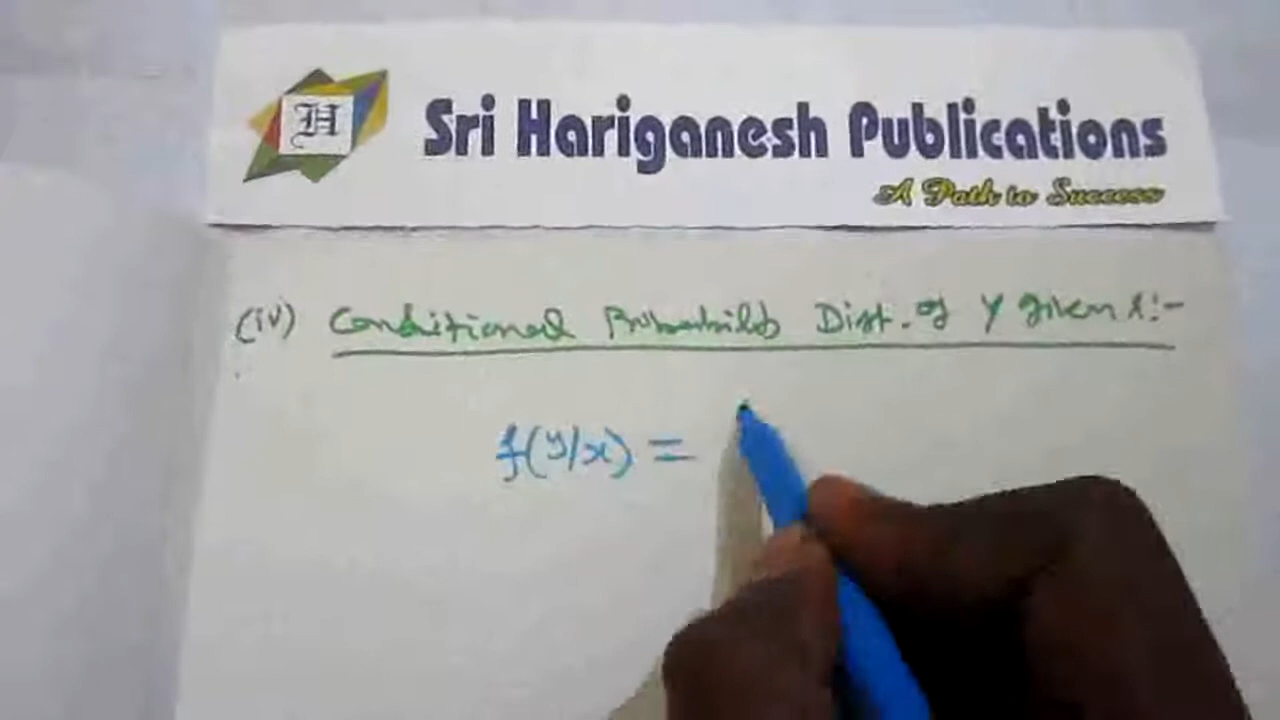 H
Sri Hariganesh Publications
A Path to Success
(iv) Conditional Probability Dist. of Y given X:-
f(y/x) =